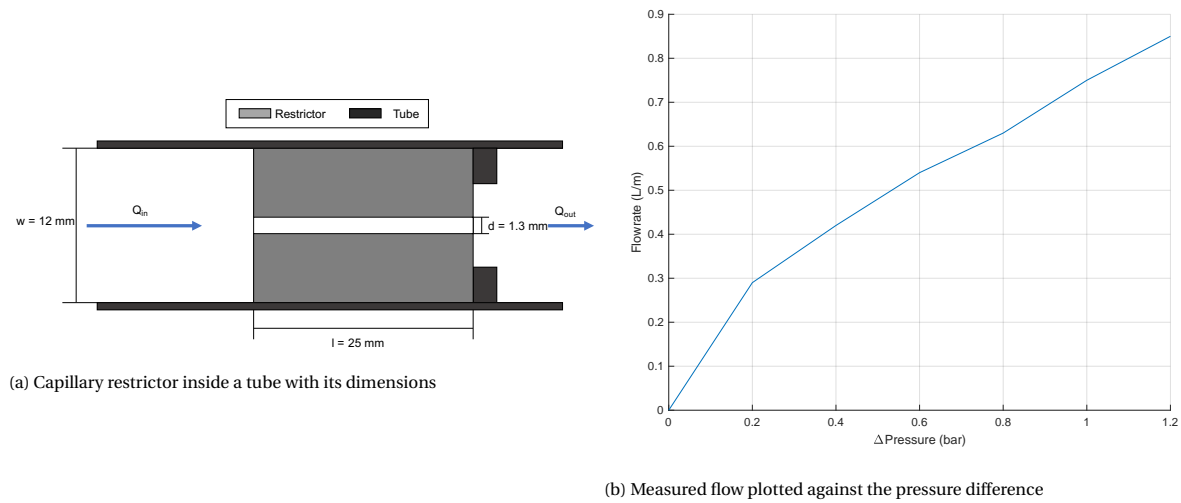 Restrictor Tube
w = 12 mm
Qin
d = 1.3 mm
Qout
l = 25 mm
(a) Capillary restrictor inside a tube with its dimensions
0.9
0.8
0.7
0.6
0.5
0.4
0.3
0.2
0.1
0
Flowrate (L/m)
0 0.2 0.4 0.6 0.8 1 1.2
ΔPressure (bar)
(b) Measured flow plotted against the pressure difference